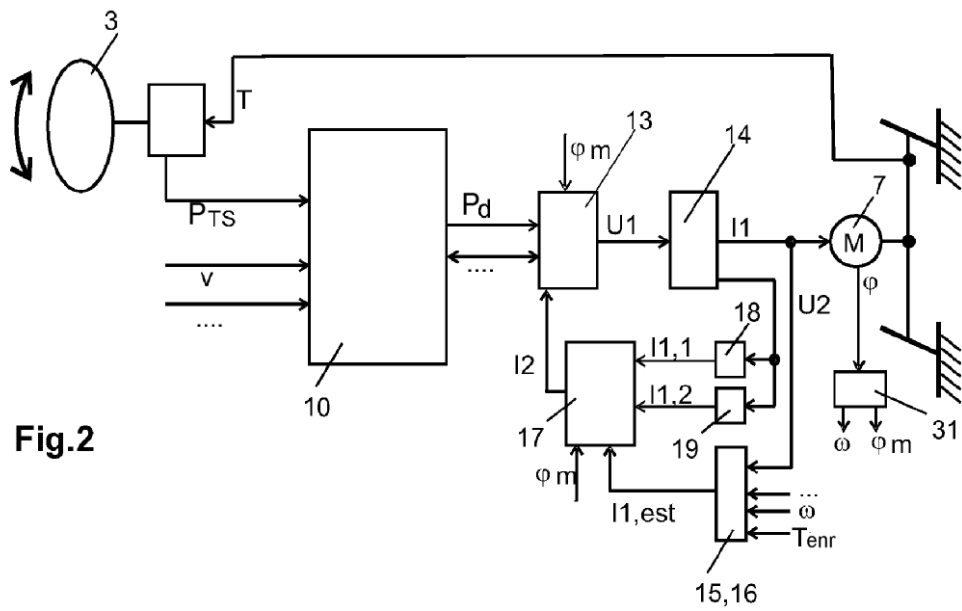 3
T
PTS
v
....
10
Pd
....
φm
13
U1
14
I1
7
M
φ
U2
31
ω
φm
18
I1,1
I1,2
19
I2
17
φm
I1,est
...
ω
Tenr
15,16
Fig.2